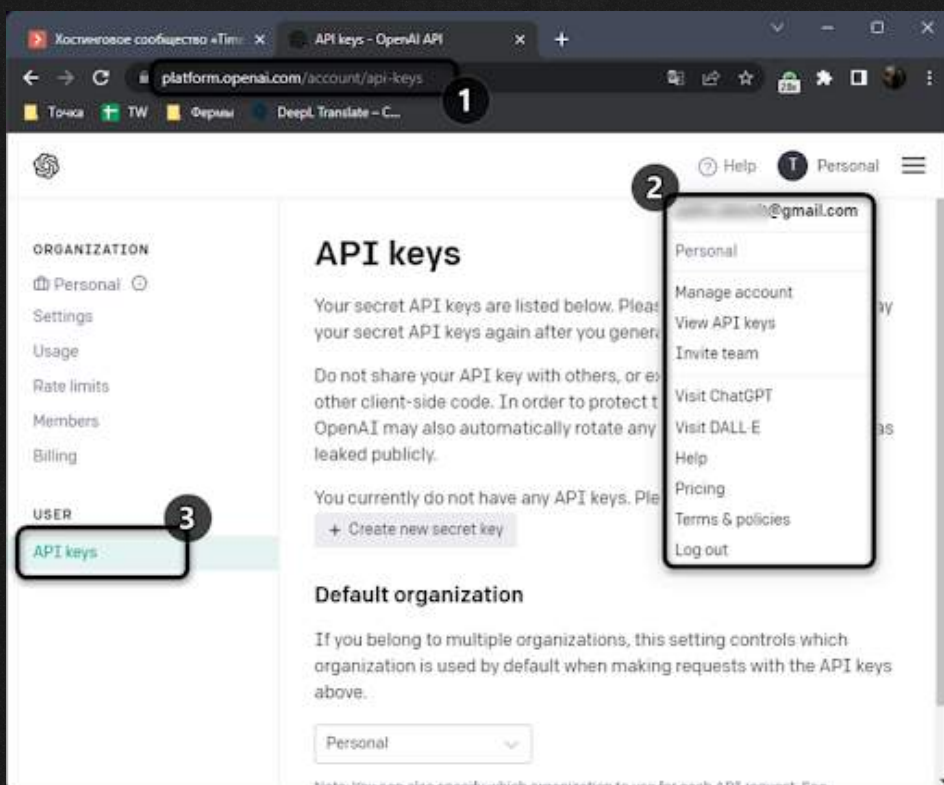 Хостинговое сообщество «Tim
API keys - OpenAI API
platform.openai.com/account/api-keys
1
Точка
TW
Фермы
DeepL Translate – C...
Help
T
Personal
2
@gmail.com
Personal
Manage account
View API keys
Invite team
Visit ChatGPT
Visit DALL·E
Help
Pricing
Terms & policies
Log out
ORGANIZATION
Personal
Settings
Usage
Rate limits
Members
Billing
USER
3
API keys
API keys
Your secret API keys are listed below. Pleas ay
your secret API keys again after you genera
Do not share your API key with others, or ex
other client-side code. In order to protect t
OpenAI may also automatically rotate any as
leaked publicly.
You currently do not have any API keys. Ple
+ Create new secret key
Default organization
If you belong to multiple organizations, this setting controls which
organization is used by default when making requests with the API keys
above.
Personal